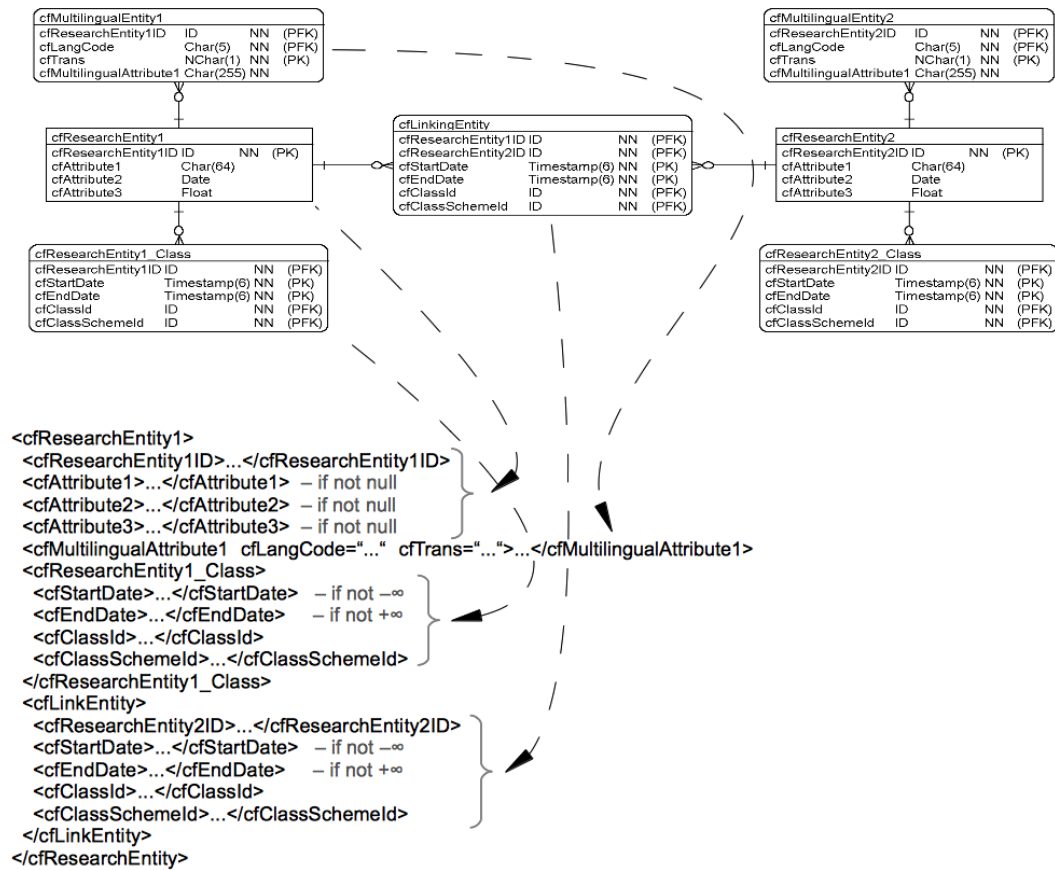 cfMultilingualEntity1
cfResearchEntity1ID ID NN (PFK)
cfLangCode Char(5) NN (PFK)
cfTrans NChar(1) NN (PK)
cfMultilingualAttribute1 Char(255) NN
cfMultilingualEntity2
cfResearchEntity2ID ID NN (PFK)
cfLangCode Char(5) NN (PFK)
cfTrans NChar(1) NN (PK)
cfMultilingualAttribute1 Char(255) NN
cfResearchEntity1
cfResearchEntity1ID ID NN (PK)
cfAttribute1 Char(64)
cfAttribute2 Date
cfAttribute3 Float
cfLinkingEntity
cfResearchEntity1ID ID NN (PFK)
cfResearchEntity2ID ID NN (PFK)
cfStartDate Timestamp(6) NN (PK)
cfEndDate Timestamp(6) NN (PK)
cfClassId ID NN (PFK)
cfClassSchemeId ID NN (PFK)
cfResearchEntity2
cfResearchEntity2ID ID NN (PK)
cfAttribute1 Char(64)
cfAttribute2 Date
cfAttribute3 Float
cfResearchEntity1_Class
cfResearchEntity1ID ID NN (PFK)
cfStartDate Timestamp(6) NN (PK)
cfEndDate Timestamp(6) NN (PK)
cfClassId ID NN (PFK)
cfClassSchemeId ID NN (PFK)
cfResearchEntity2_Class
cfResearchEntity2ID ID NN (PFK)
cfStartDate Timestamp(6) NN (PK)
cfEndDate Timestamp(6) NN (PK)
cfClassId ID NN (PFK)
cfClassSchemeId ID NN (PFK)
<cfResearchEntity1>
<cfResearchEntity1ID>...</cfResearchEntity1ID>
<cfAttribute1>...</cfAttribute1> – if not null
<cfAttribute2>...</cfAttribute2> – if not null
<cfAttribute3>...</cfAttribute3> – if not null
<cfMultilingualAttribute1 cfLangCode="...“ cfTrans=“...“>...</cfMultilingualAttribute1>
<cfResearchEntity1_Class>
<cfStartDate>...</cfStartDate> – if not –∞
<cfEndDate>...</cfEndDate> – if not +∞
<cfClassId>...</cfClassId>
<cfClassSchemeId>...</cfClassSchemeId>
</cfResearchEntity1_Class>
<cfLinkEntity>
<cfResearchEntity2ID>...</cfResearchEntity2ID>
<cfStartDate>...</cfStartDate> – if not –∞
<cfEndDate>...</cfEndDate> – if not +∞
<cfClassId>...</cfClassId>
<cfClassSchemeId>...</cfClassSchemeId>
</cfLinkEntity>
</cfResearchEntity>